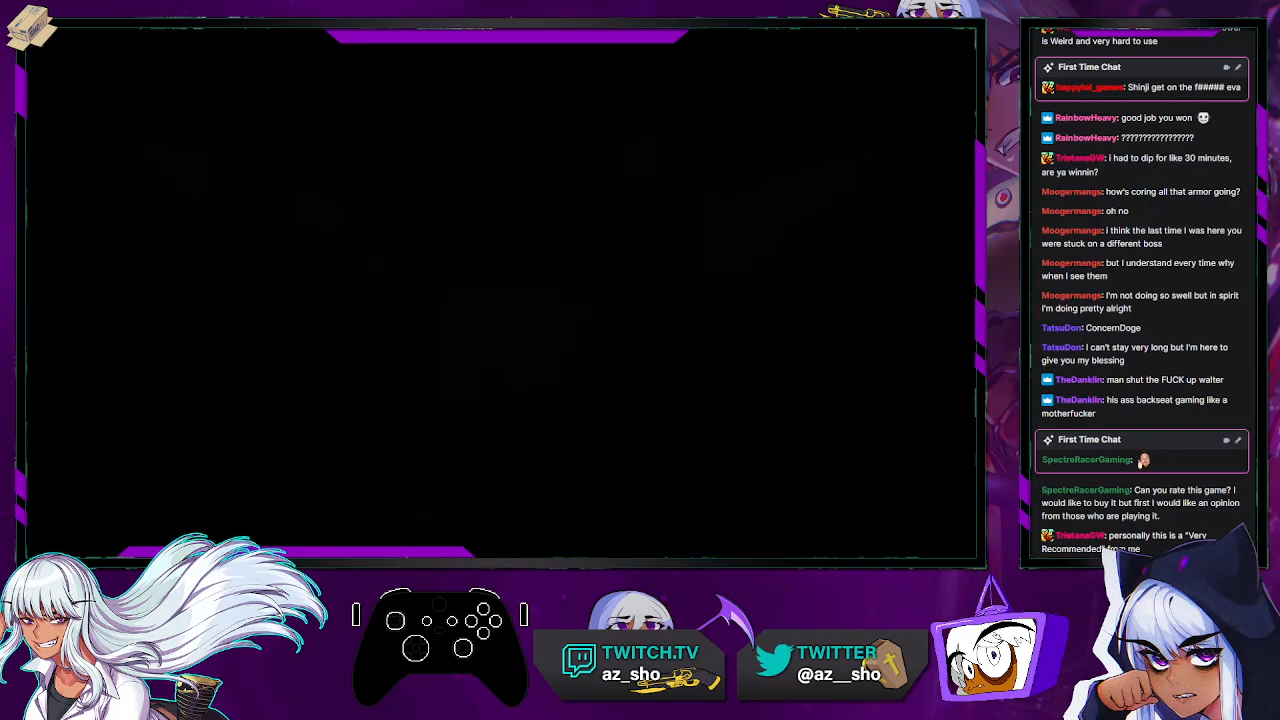 is Weird and very hard to use
First Time Chat
happylol_games: Shinji get on the f##### eva
RainbowHeavy: good job you won
RainbowHeavy: ????????????????
TristanaGW: i had to dip for like 30 minutes,
are ya winnin?
Moogermangs: how's coring all that armor going?
Moogermangs: oh no
Moogermangs: i think the last time I was here you
were stuck on a different boss
Moogermangs: but I understand every time why
when I see them
Moogermangs: I'm not doing so swell but in spirit
I'm doing pretty alright
TatsuDon: ConcernDoge
TatsuDon: I can't stay very long but I'm here to
give you my blessing
TheDanklin: man shut the FUCK up walter
TheDanklin: his ass backseat gaming like a
motherfucker
First Time Chat
SpectreRacerGaming:
SpectreRacerGaming: Can you rate this game? I
would like to buy it but first I would like an opinion
from those who are playing it.
TristanaGW: personally this is a "Very
Recommended" from me
TWITCH.TV
az_sho
TWITTER
@az__sho